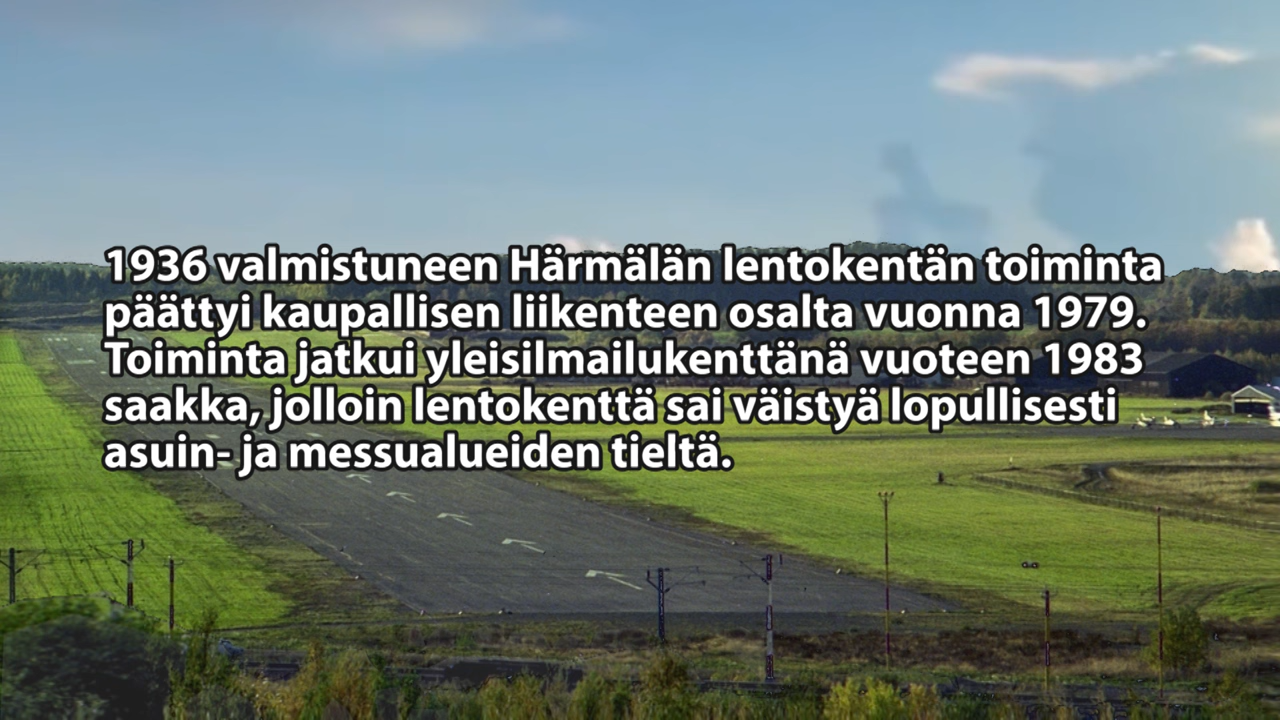 1936 valmistuneen Härmälän lentokentän toiminta
päättyi kaupallisen liikenteen osalta vuonna 1979.
Toiminta jatkui yleisilmailukenttänä vuoteen 1983
saakka, jolloin lentokenttä sai väistyä lopullisesti
asuin- ja messualueiden tieltä.